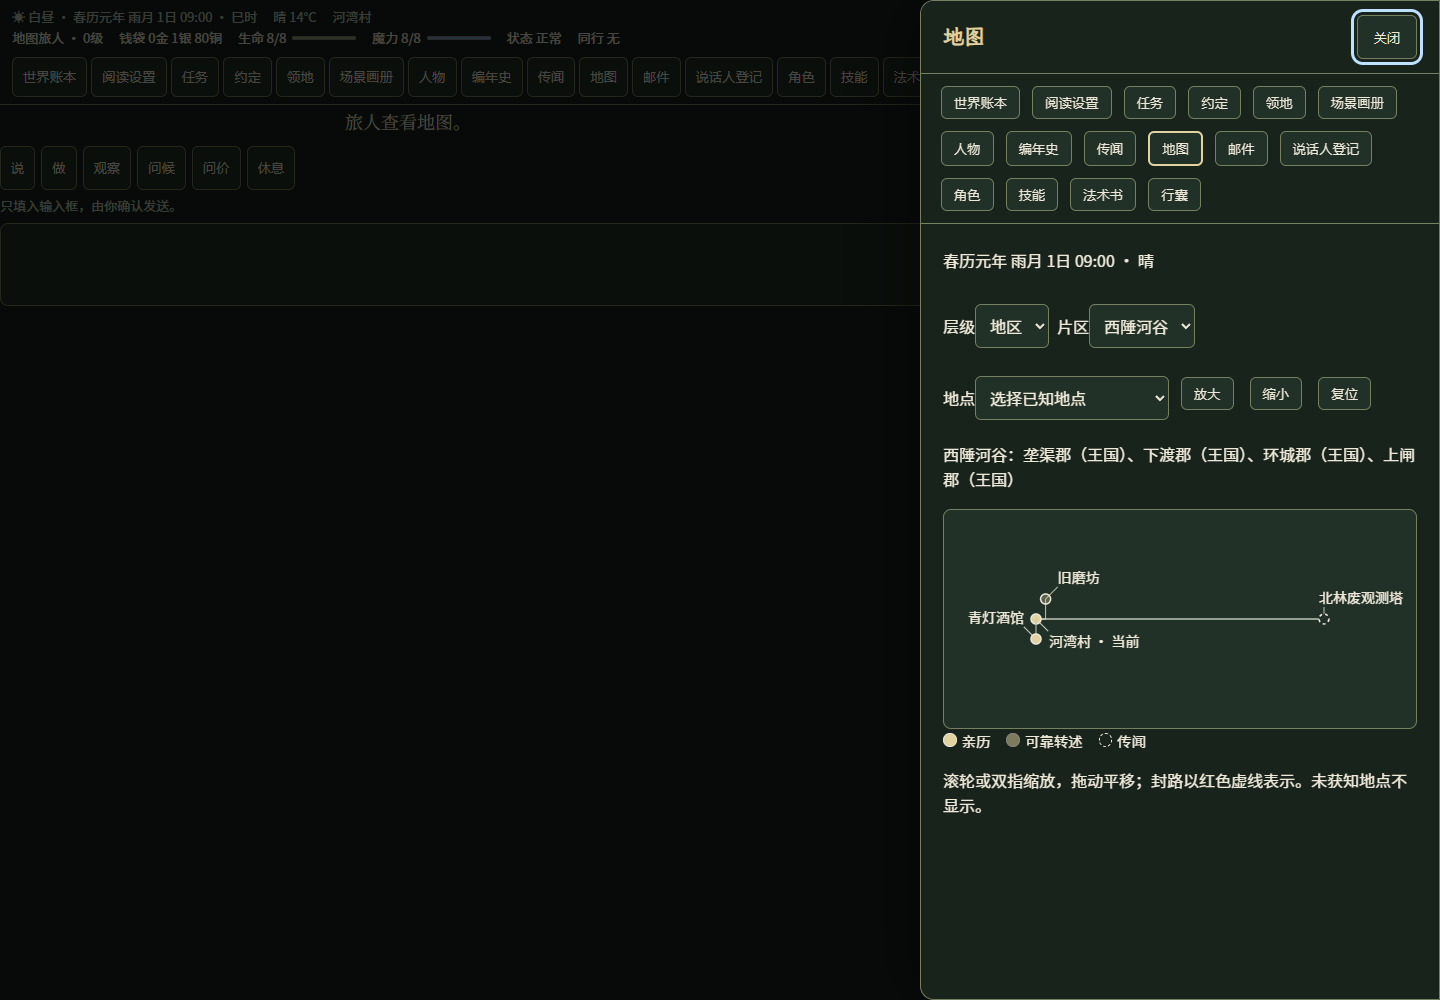 ☀ 白昼 · 春历元年 雨月 1日 09:00 · 巳时 晴 14°C 河湾村
地图旅人 · 0级 钱袋 0金 1银 80铜 生命 8/8 魔力 8/8 状态 正常 同行 无
世界账本 阅读设置 任务 约定 领地 场景画册 人物 编年史 传闻 地图 邮件 说话人登记 角色 技能 法术
旅人查看地图。
说 做 观察 问候 问价 休息
只填入输入框，由你确认发送。
地图 关闭
世界账本 阅读设置 任务 约定 领地 场景画册
人物 编年史 传闻 地图 邮件 说话人登记
角色 技能 法术书 行囊
春历元年 雨月 1日 09:00 · 晴
层级 地区 片区 西陲河谷
地点 选择已知地点 放大 缩小 复位
西陲河谷：垄渠郡（王国）、下渡郡（王国）、环城郡（王国）、上闸
郡（王国）
旧磨坊
北林废观测塔
青灯酒馆
河湾村 · 当前
亲历 可靠转述 传闻
滚轮或双指缩放，拖动平移；封路以红色虚线表示。未获知地点不
显示。